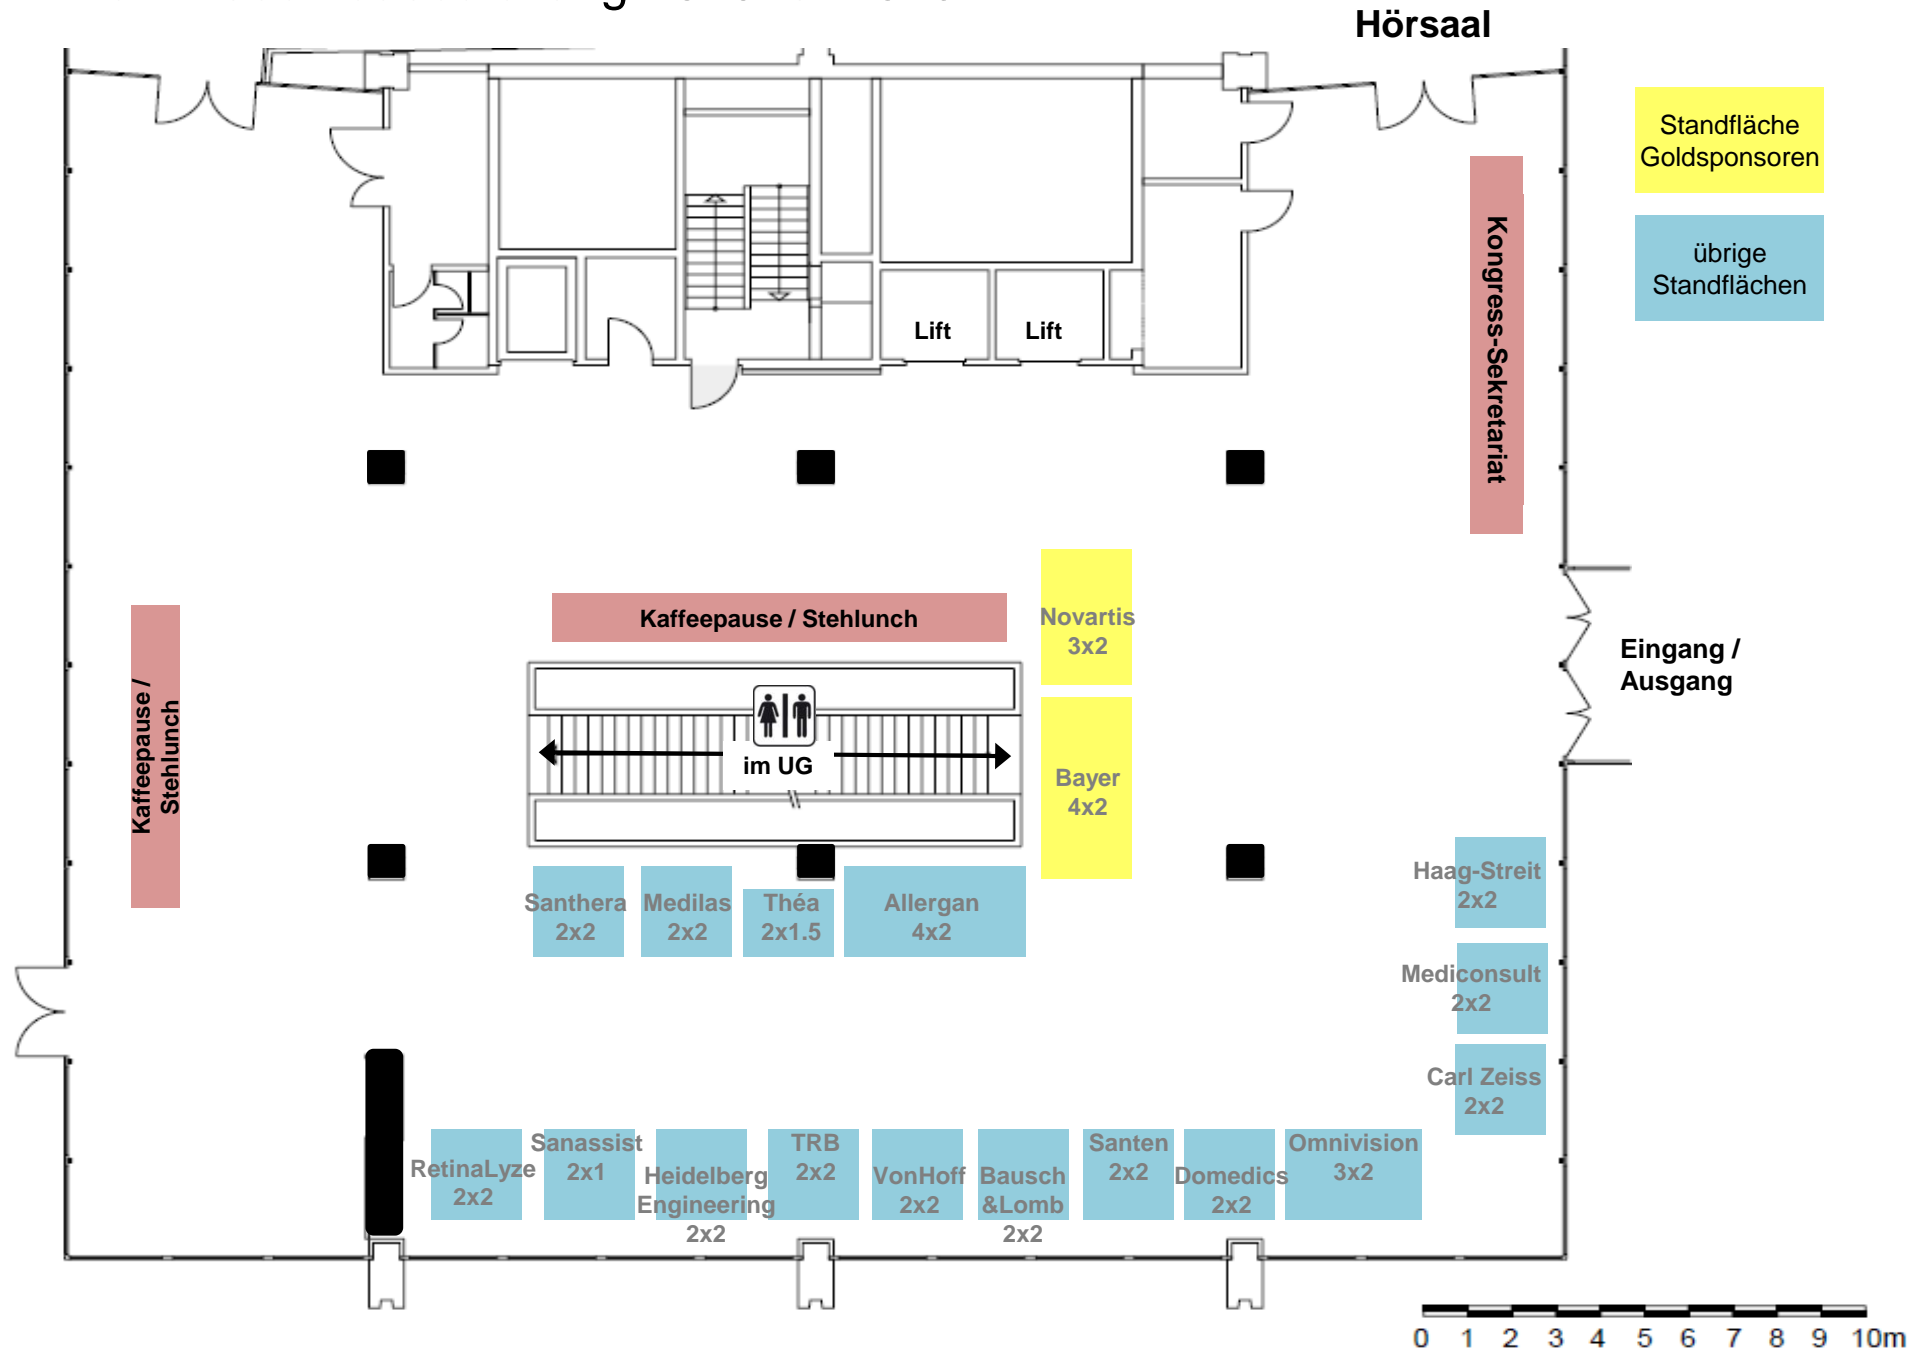 Hörsaal
Standfläche
Goldsponsoren
übrige
Standflächen
Kongress-Sekretariat
Lift
Lift
Kaffeepause / Stehlunch
Novartis
3x2
Eingang /
Ausgang
Kaffeepause /
Stehlunch
im UG
Bayer
4x2
Haag-Streit
2x2
Santhera
2x2
Medilas
2x2
Théa
2x1.5
Allergan
4x2
Mediconsult
2x2
Carl Zeiss
2x2
RetinaLyze
2x2
Sanassist
2x1
Heidelberg
Engineering
2x2
TRB
2x2
VonHoff
2x2
Bausch
&Lomb
2x2
Santen
2x2
Domedics
2x2
Omnivision
3x2
0 1 2 3 4 5 6 7 8 9 10m